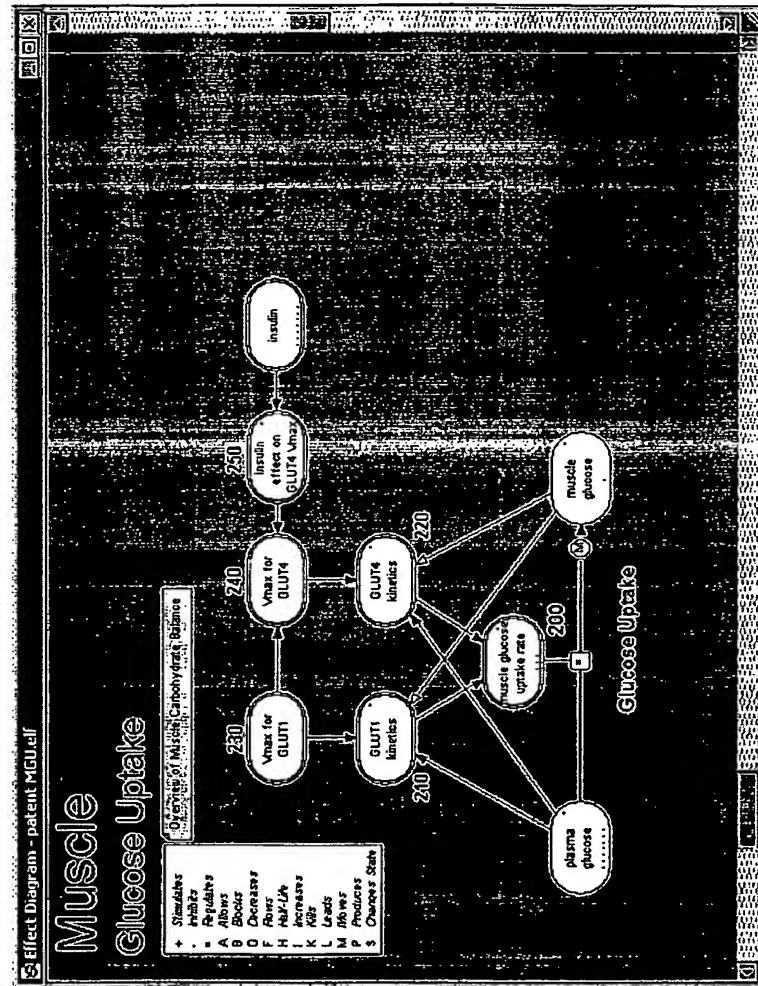 Effect Diagram - patent MGU.elf
Muscle
Glucose Uptake
Overview of Muscle Carbohydrate Balance
+ Stimulates
- Inhibits
= Regulates
A Allows
B
D Decreases
F Flows
H Half-Life
I Increases
K Kills
L Leads
M Moves
P Produces
S Changes State
230
Vmax for
GLUT1
240
Vmax for
GLUT4
250
Insulin
effect on
GLUT4 Vmax
insulin
210
GLUT1
kinetics
GLUT4
kinetics
220
muscle glucose
uptake rate
200
plasma
glucose
=
M
muscle
glucose
Glucose Uptake